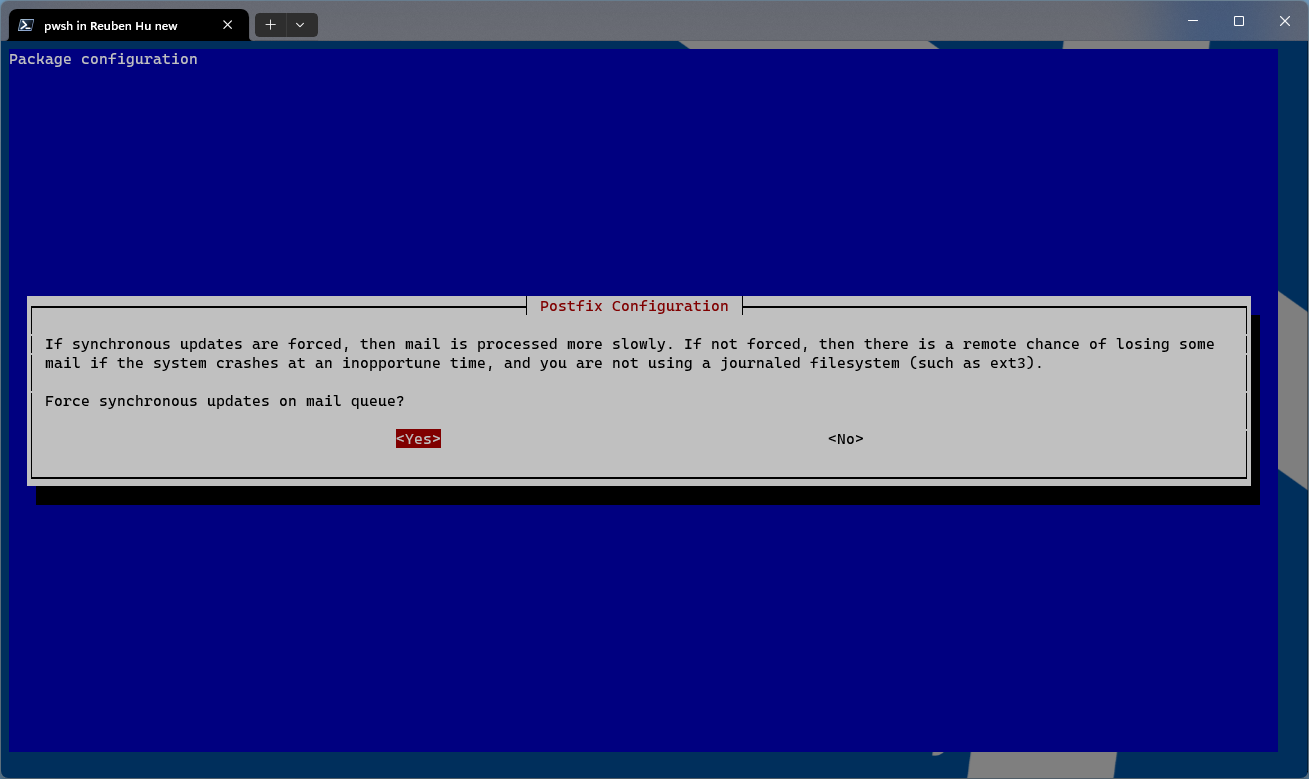 pwsh in Reuben Hu new
Package configuration
Postfix Configuration
If synchronous updates are forced, then mail is processed more slowly. If not forced, then there is a remote chance of losing some
mail if the system crashes at an inopportune time, and you are not using a journaled filesystem (such as ext3).
Force synchronous updates on mail queue?
<Yes> <No>